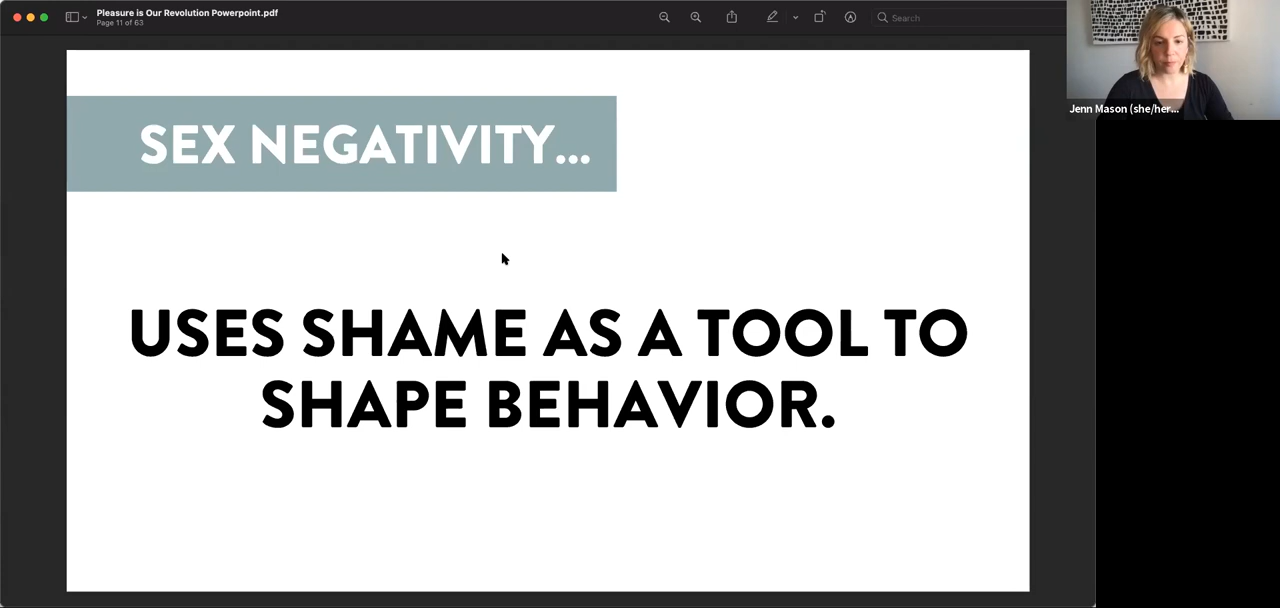 Pleasure is Our Revolution Powerpoint.pdf
Page 11 of 63
Search
Jenn Mason (she/her...
SEX NEGATIVITY...
USES SHAME AS A TOOL TO
SHAPE BEHAVIOR.